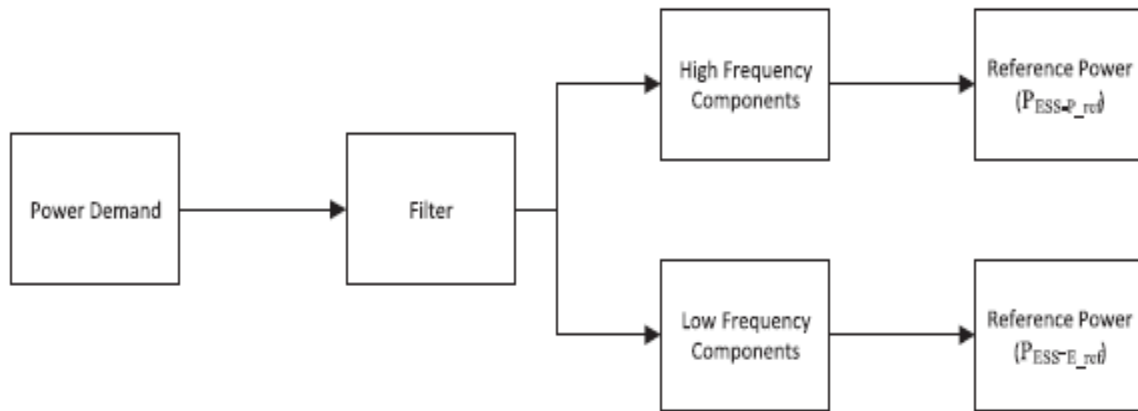 Power Demand
Filter
High Frequency
Components
Reference Power
(PESS-P_ref)
Low Frequency
Components
Reference Power
(PESS-E_ref)